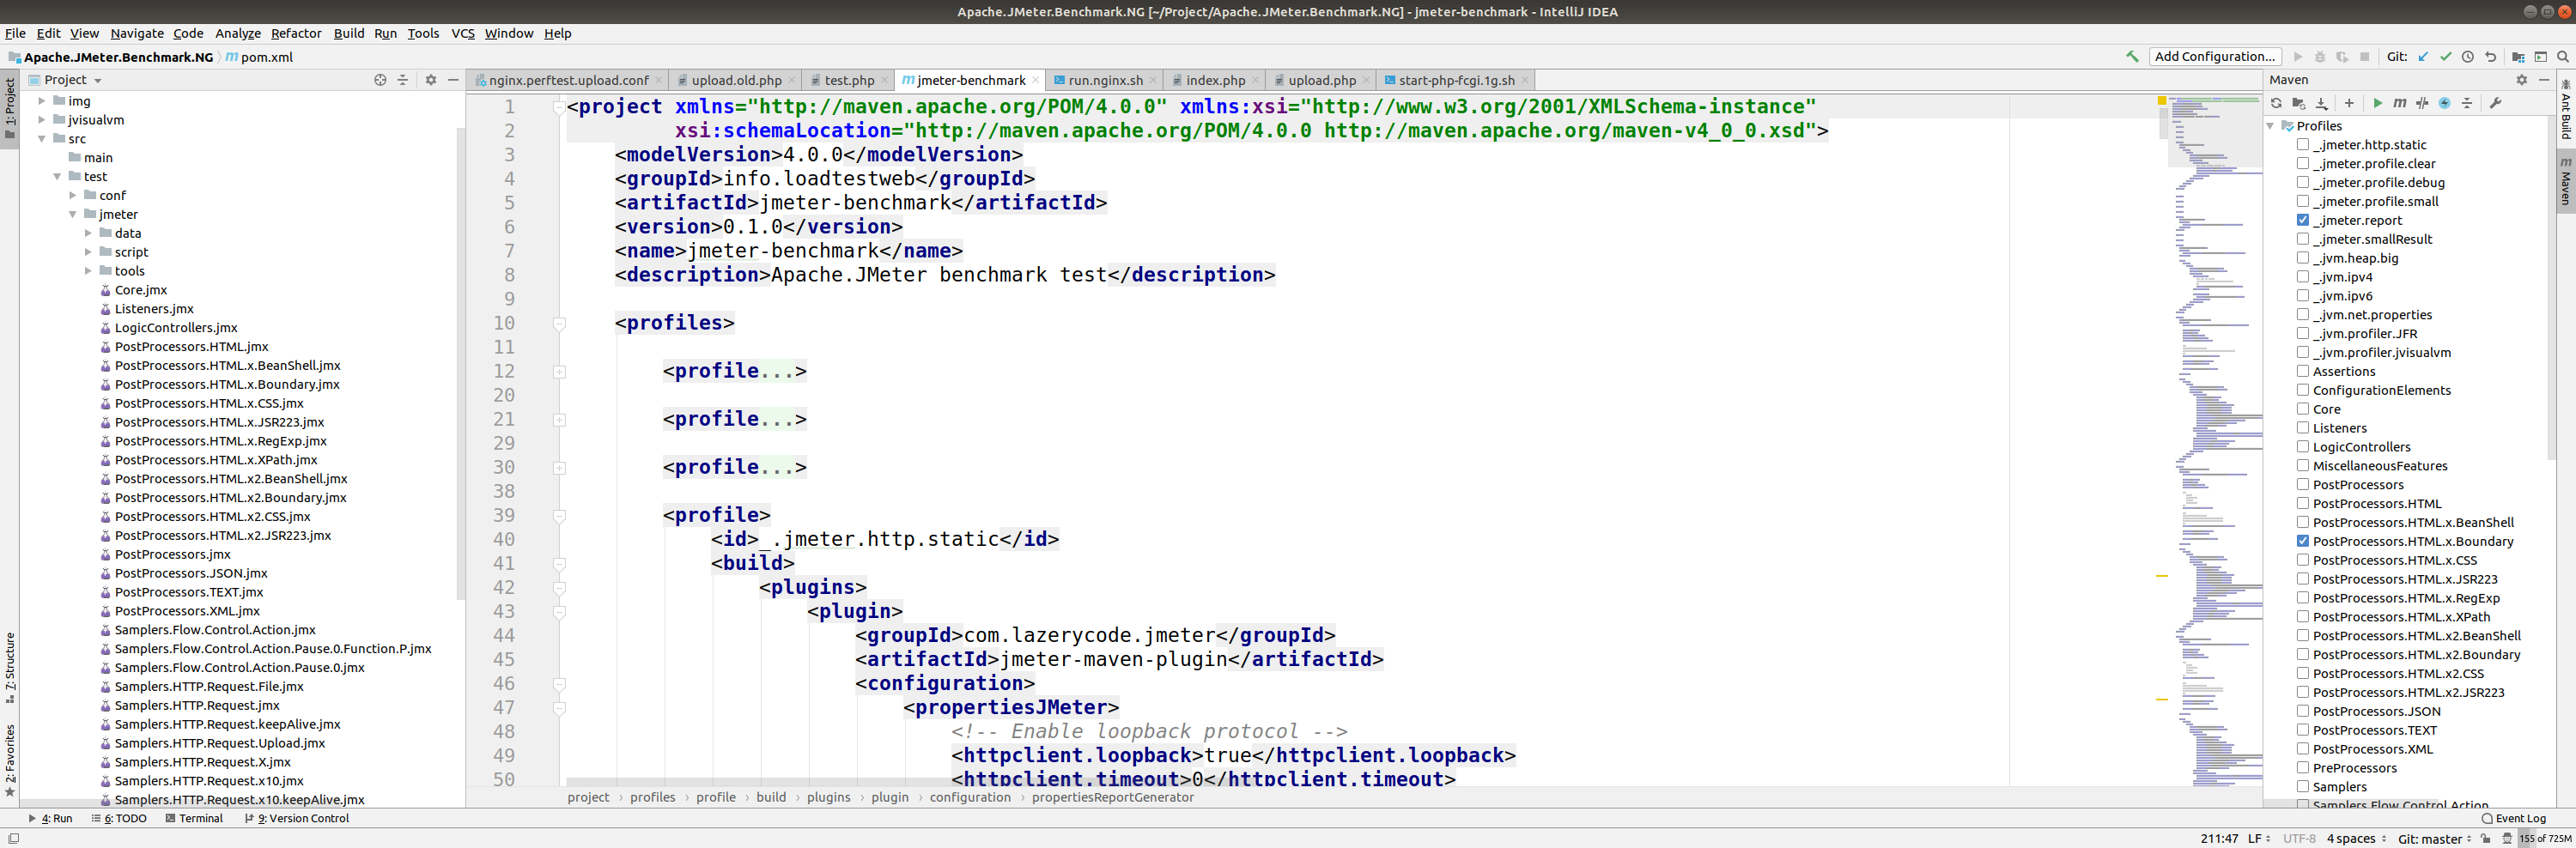 Apache.JMeter.Benchmark.NG [~/Project/Apache.JMeter.Benchmark.NG] - jmeter-benchmark - IntelliJ IDEA
File Edit View Navigate Code Analyze Refactor Build Run Tools VCS Window Help
Apache.JMeter.Benchmark.NG m pom.xml
Add Configuration... Git:
1: Project
7: Structure
2: Favorites
Project
img
jvisualvm
src
main
test
conf
jmeter
data
script
tools
Core.jmx
Listeners.jmx
LogicControllers.jmx
PostProcessors.HTML.jmx
PostProcessors.HTML.x.BeanShell.jmx
PostProcessors.HTML.x.Boundary.jmx
PostProcessors.HTML.x.CSS.jmx
PostProcessors.HTML.x.JSR223.jmx
PostProcessors.HTML.x.RegExp.jmx
PostProcessors.HTML.x.XPath.jmx
PostProcessors.HTML.x2.BeanShell.jmx
PostProcessors.HTML.x2.Boundary.jmx
PostProcessors.HTML.x2.CSS.jmx
PostProcessors.HTML.x2.JSR223.jmx
PostProcessors.jmx
PostProcessors.JSON.jmx
PostProcessors.TEXT.jmx
PostProcessors.XML.jmx
Samplers.Flow.Control.Action.jmx
Samplers.Flow.Control.Action.Pause.0.Function.P.jmx
Samplers.Flow.Control.Action.Pause.0.jmx
Samplers.HTTP.Request.File.jmx
Samplers.HTTP.Request.jmx
Samplers.HTTP.Request.keepAlive.jmx
Samplers.HTTP.Request.Upload.jmx
Samplers.HTTP.Request.X.jmx
Samplers.HTTP.Request.x10.jmx
Samplers.HTTP.Request.x10.keepAlive.jmx
nginx.perftest.upload.conf upload.old.php test.php m jmeter-benchmark run.nginx.sh index.php upload.php start-php-fcgi.1g.sh
1 <project xmlns="http://maven.apache.org/POM/4.0.0" xmlns:xsi="http://www.w3.org/2001/XMLSchema-instance"
2 xsi:schemaLocation="http://maven.apache.org/POM/4.0.0 http://maven.apache.org/maven-v4_0_0.xsd">
3 <modelVersion>4.0.0</modelVersion>
4 <groupId>info.loadtestweb</groupId>
5 <artifactId>jmeter-benchmark</artifactId>
6 <version>0.1.0</version>
7 <name>jmeter-benchmark</name>
8 <description>Apache.JMeter benchmark test</description>
9
10 <profiles>
11
12 <profile...>
20
21 <profile...>
29
30 <profile...>
38
39 <profile>
40 <id>_.jmeter.http.static</id>
41 <build>
42 <plugins>
43 <plugin>
44 <groupId>com.lazerycode.jmeter</groupId>
45 <artifactId>jmeter-maven-plugin</artifactId>
46 <configuration>
47 <propertiesJMeter>
48 <!-- Enable loopback protocol -->
49 <httpclient.loopback>true</httpclient.loopback>
50 <httpclient.timeout>0</httpclient.timeout>
project › profiles › profile › build › plugins › plugin › configuration › propertiesReportGenerator
Maven
m
Profiles
_.jmeter.http.static
_.jmeter.profile.clear
_.jmeter.profile.debug
_.jmeter.profile.small
_.jmeter.report
_.jmeter.smallResult
_.jvm.heap.big
_.jvm.ipv4
_.jvm.ipv6
_.jvm.net.properties
_.jvm.profiler.JFR
_.jvm.profiler.jvisualvm
Assertions
ConfigurationElements
Core
Listeners
LogicControllers
MiscellaneousFeatures
PostProcessors
PostProcessors.HTML
PostProcessors.HTML.x.BeanShell
PostProcessors.HTML.x.Boundary
PostProcessors.HTML.x.CSS
PostProcessors.HTML.x.JSR223
PostProcessors.HTML.x.RegExp
PostProcessors.HTML.x.XPath
PostProcessors.HTML.x2.BeanShell
PostProcessors.HTML.x2.Boundary
PostProcessors.HTML.x2.CSS
PostProcessors.HTML.x2.JSR223
PostProcessors.JSON
PostProcessors.TEXT
PostProcessors.XML
PreProcessors
Samplers
Samplers.Flow.Control.Action
Ant Build
m Maven
4: Run 6: TODO Terminal 9: Version Control
Event Log
211:47 LF UTF-8 4 spaces Git: master 155 of 725M